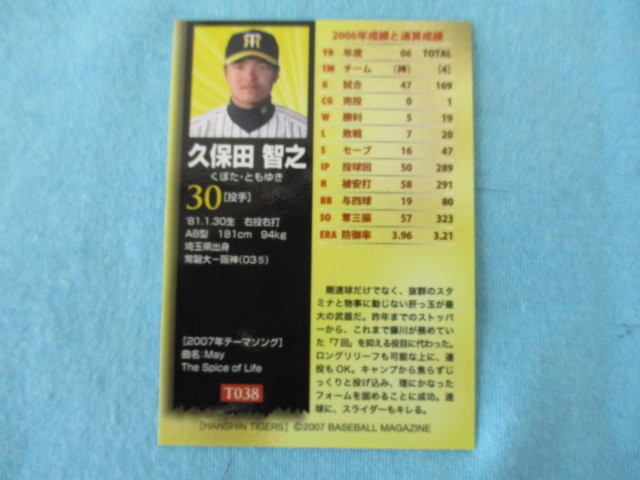 TH
久保田 智之
くぼた・ともゆき
30[投手]
'81.1.30生 右投右打
AB型 181cm 94kg
埼玉県出身
常磐大ー阪神(03⑤)
[2007年テーマソング]
曲名:May
The Spice of Life
T038
2006年成績と通算成績
YR 年度 06 TOTAL
TM チーム (神) [4]
G 試合 47 169
CG 完投 0 1
W 勝利 5 19
L 敗戦 7 20
S セーブ 16 47
IP 投球回 50 289
H 被安打 58 291
BB 与四球 19 80
SO 奪三振 57 323
ERA 防御率 3.96 3.21
剛速球だけでなく、抜群のスタ
ミナと物事に動じない肝っ玉が最
大の武器だ。昨年までのストッパ
ーから、これまで藤川が務めてい
た「7回」を抑える役目に代わった。
ロングリリーフも可能な上に、連
投もOK。キャンプから焦らずじ
っくりと投げ込み、理にかなった
フォームを固めることに成功。速
球に、スライダーもキレる。
[HANSHIN TIGERS] ©2007 BASEBALL MAGAZINE